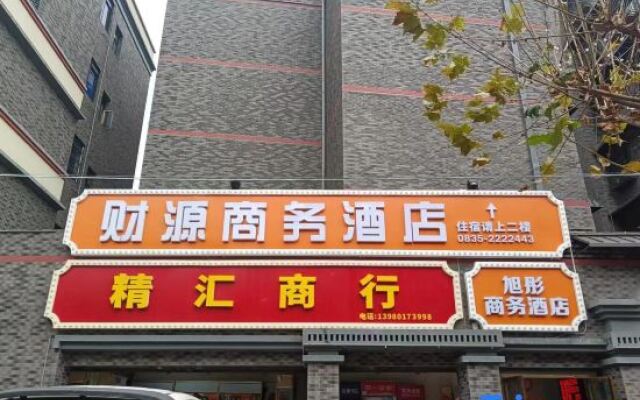 财源商务酒店
住宿请上二楼
0835-2222443
精汇商行
电话:13980173998
旭彤
商务酒店